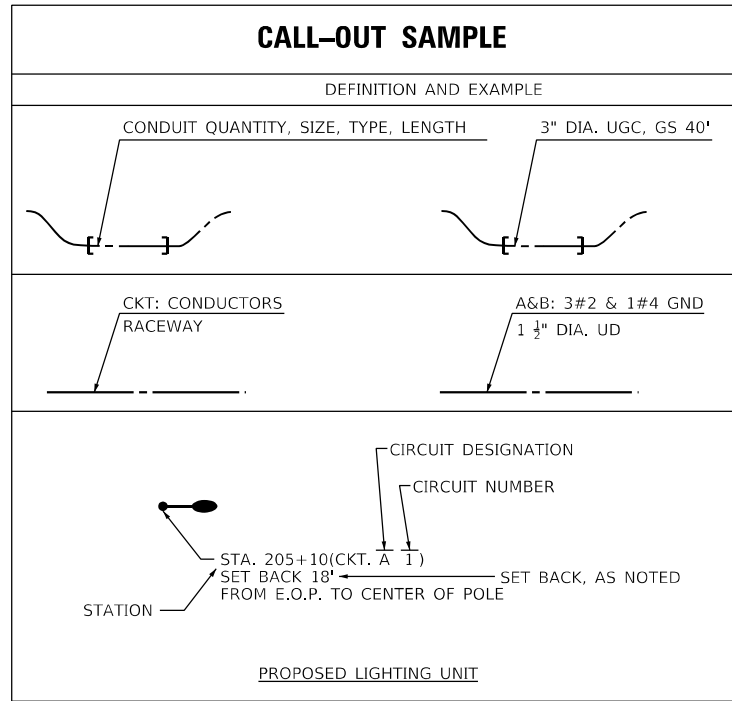 CALL–OUT SAMPLE
DEFINITION AND EXAMPLE
CONDUIT QUANTITY, SIZE, TYPE, LENGTH
3" DIA. UGC, GS 40'
CKT: CONDUCTORS
RACEWAY
A&B: 3#2 & 1#4 GND
1 ½" DIA. UD
CIRCUIT DESIGNATION
CIRCUIT NUMBER
STA. 205+10(CKT. A 1)
SET BACK 18'
SET BACK, AS NOTED
FROM E.O.P. TO CENTER OF POLE
STATION
PROPOSED LIGHTING UNIT